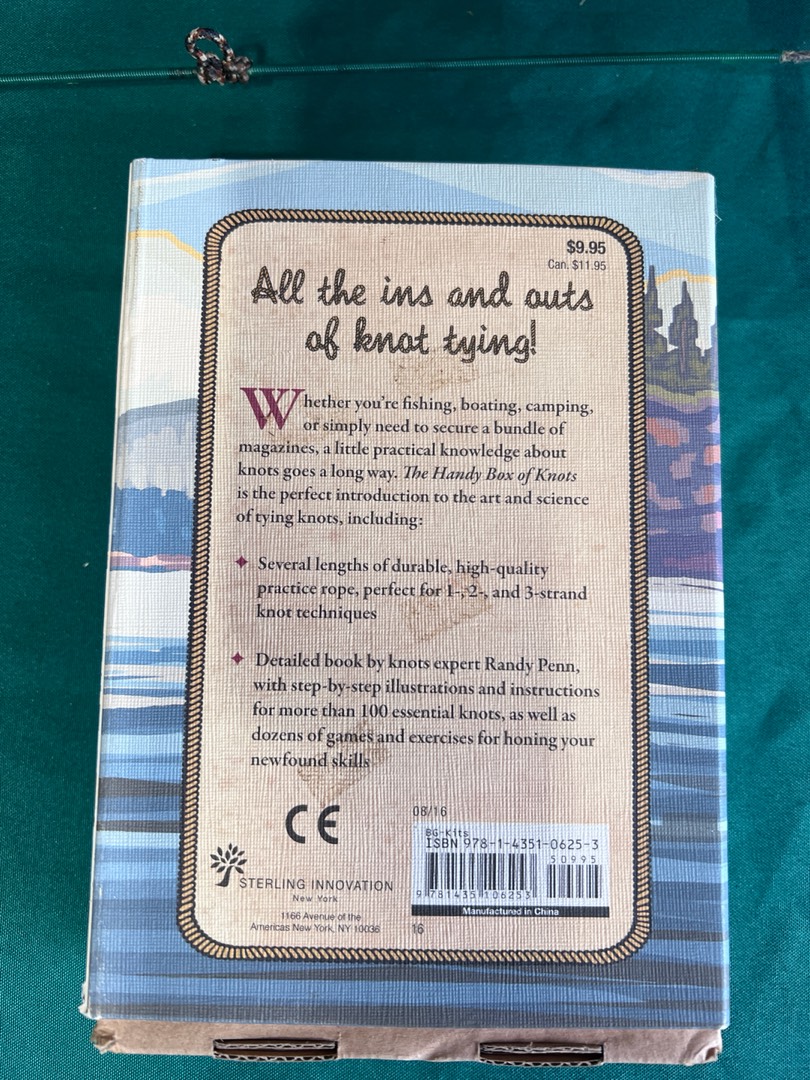 $9.95
Can. $11.95
All the ins and outs
of knot tying!
Whether you're fishing, boating, camping,
or simply need to secure a bundle of
magazines, a little practical knowledge about
knots goes a long way. The Handy Box of Knots
is the perfect introduction to the art and science
of tying knots, including:
Several lengths of durable, high-quality
practice rope, perfect for 1-, 2-, and 3-strand
knot techniques
Detailed book by knots expert Randy Penn,
with step-by-step illustrations and instructions
for more than 100 essential knots, as well as
dozens of games and exercises for honing your
newfound skills
CE
08/16
BG-Kits
ISBN 978-1-4351-0625-3
50995
9 781435 106253
Manufactured in China
STERLING INNOVATION
New York
1166 Avenue of the
Americas New York, NY 10036
16